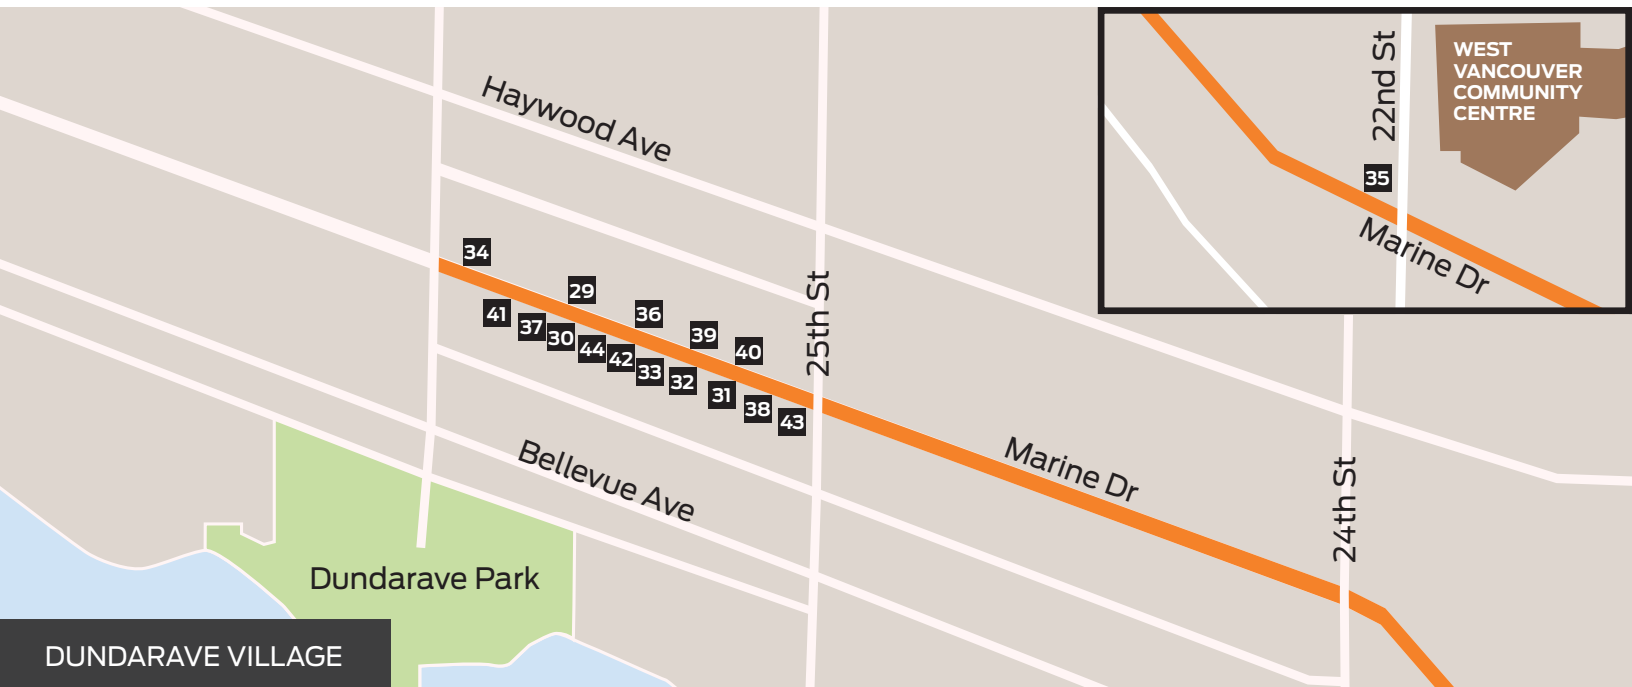 Haywood Ave
22nd St
WEST
VANCOUVER
COMMUNITY
CENTRE
35
Marine Dr
34
29
41
36
37
30
39
44
40
42
33
32
31
38
43
25th St
Bellevue Ave
Marine Dr
24th St
Dundarave Park
DUNDARAVE VILLAGE